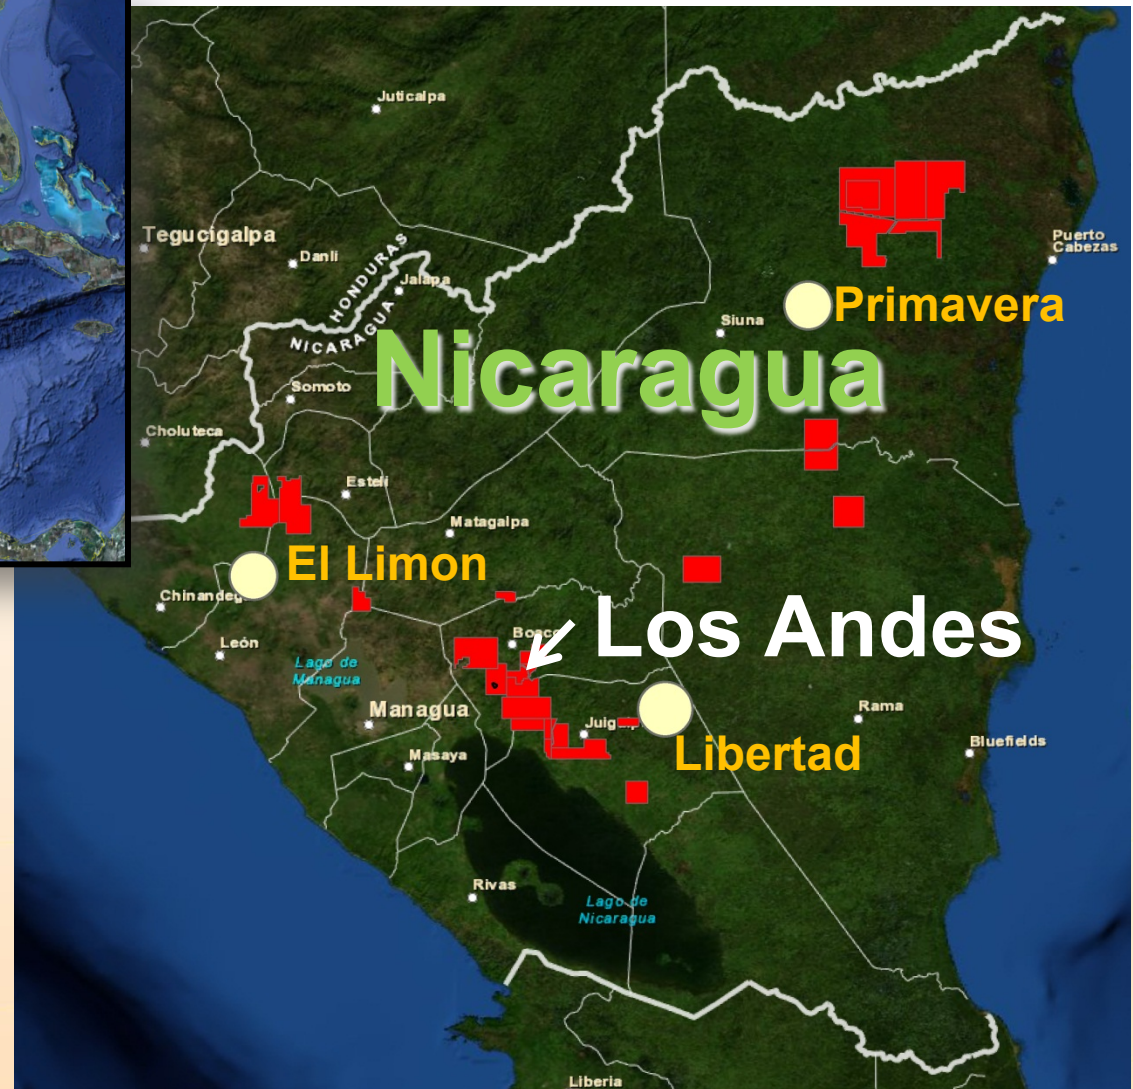 Juticalpa
Tegucigalpa
Danli
HONDURAS
Jalapa
NICARAGUA
Puerto
Cabezas
Primavera
Siuna
Nicaragua
Somoto
Choluteca
Esteli
Matagalpa
El Limon
Chinandeg
Los Andes
Boaco
León
Lago de
Managua
Managua
Rama
Juigalp
Libertad
Bluefields
Masaya
Rivas
Lago de
Nicaragua
Liberia